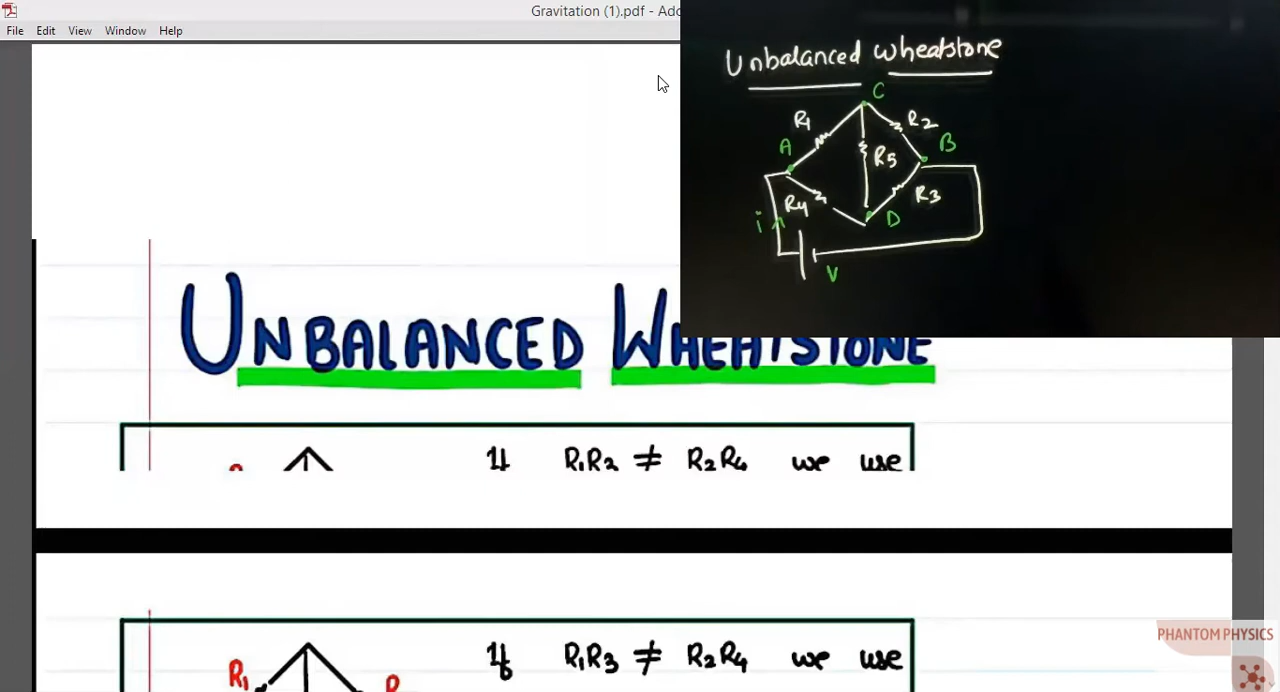 Gravitation (1).pdf - Ado
File Edit View Window Help
Unbalanced Wheatstone
C
R1
R2
A
B
R5
R4
R3
i
D
V
UNBALANCED WHEATSTONE
If R1R2 ≠ R2R4 we use
If R1R3 ≠ R2R4 we use
R1
R
PHANTOM PHYSICS